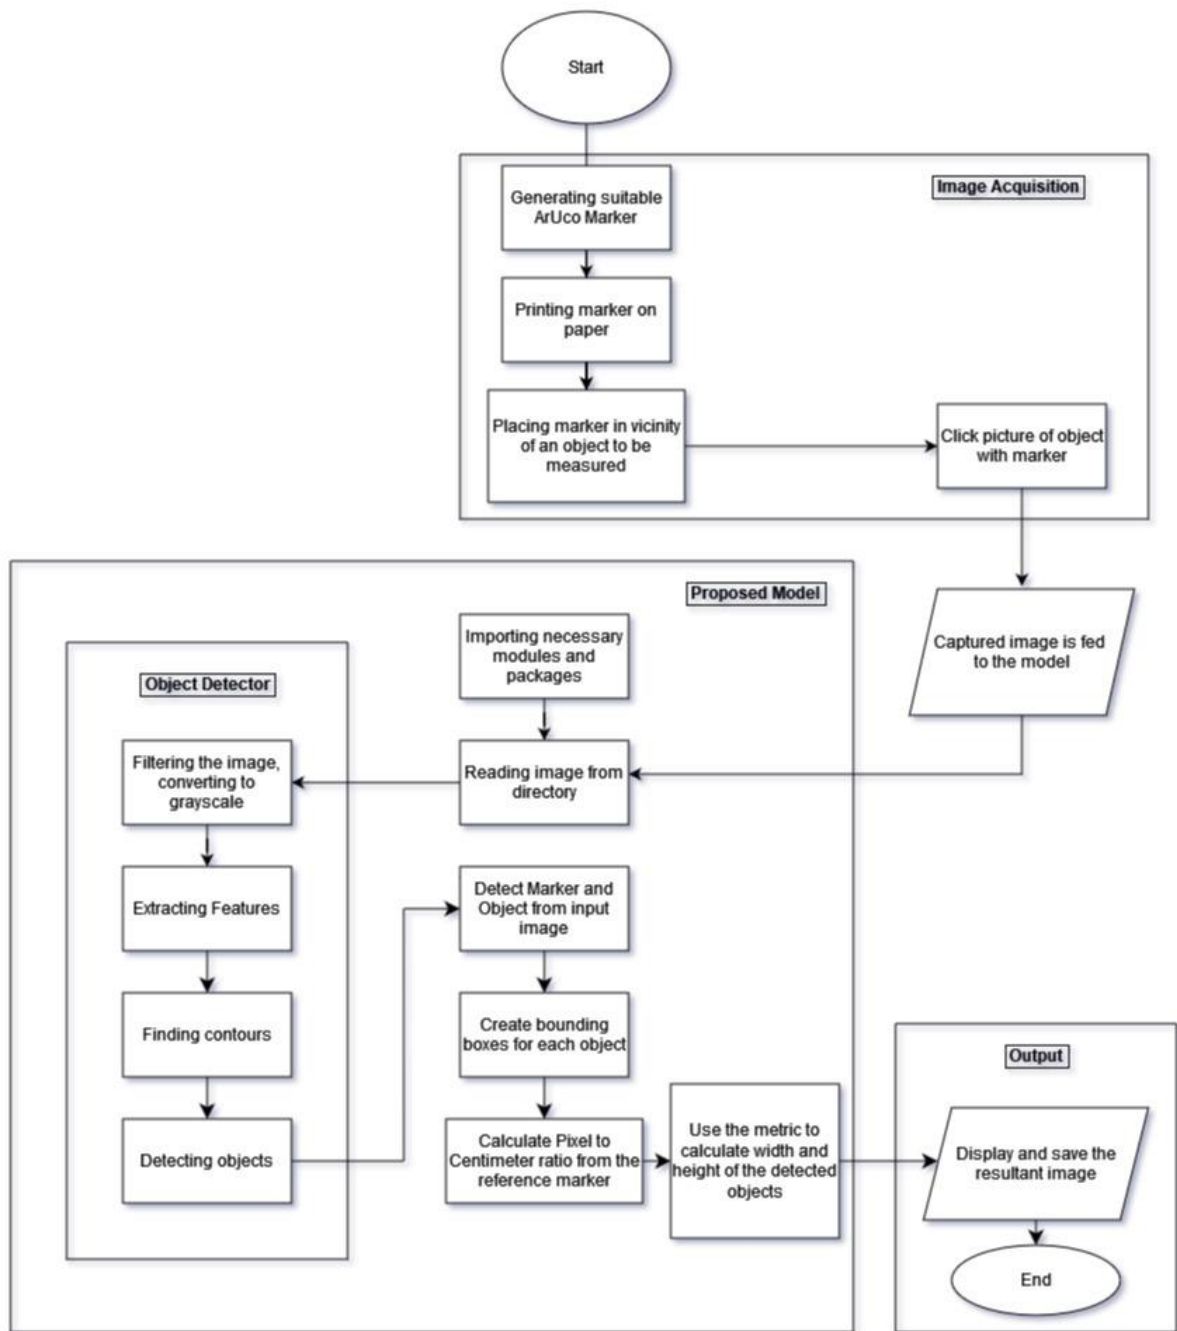 Start
Image Acquisition
Generating suitable
ArUco Marker
Printing marker on
paper
Placing marker in vicinity
of an object to be
measured
Click picture of object
with marker
Captured image is fed
to the model
Proposed Model
Importing necessary
modules and
packages
Reading image from
directory
Object Detector
Filtering the image,
converting to
grayscale
Extracting Features
Finding contours
Detecting objects
Detect Marker and
Object from input
image
Create bounding
boxes for each object
Calculate Pixel to
Centimeter ratio from the
reference marker
Use the metric to
calculate width and
height of the detected
objects
Output
Display and save the
resultant image
End